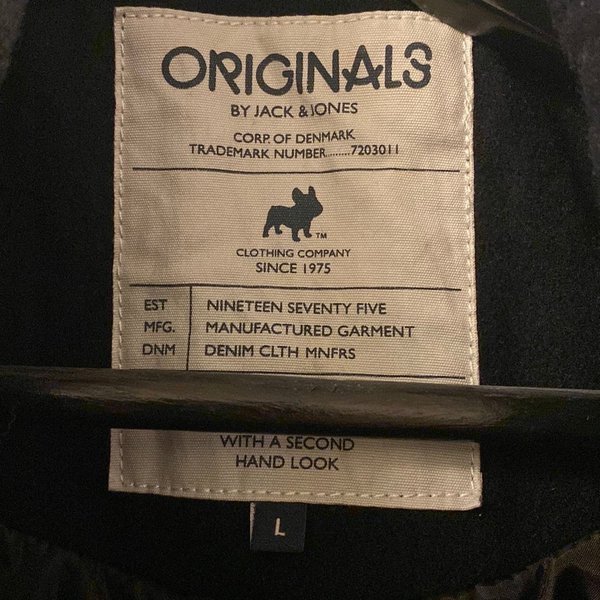 ORIGINALS
BY JACK & JONES
CORP. OF DENMARK
TRADEMARK NUMBER.........7203011
TM
CLOTHING COMPANY
SINCE 1975
EST NINETEEN SEVENTY FIVE
MFG. MANUFACTURED GARMENT
DNM DENIM CLTH MNFRS
WITH A SECOND
HAND LOOK
L